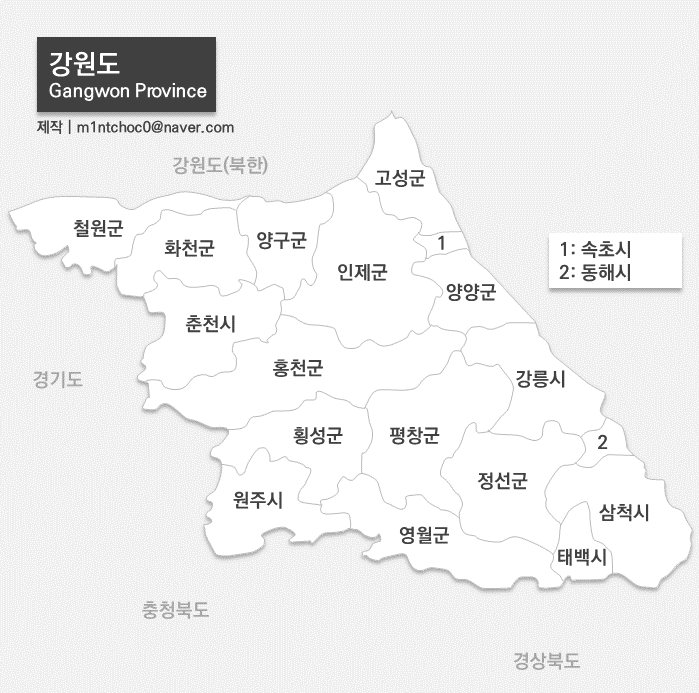 강원도
Gangwon Province
제작 | m1ntchoc0@naver.com
강원도(북한)
고성군
철원군
화천군
양구군
1
1: 속초시
2: 동해시
인제군
양양군
춘천시
홍천군
경기도
강릉시
횡성군
평창군
2
정선군
원주시
삼척시
영월군
태백시
충청북도
경상북도